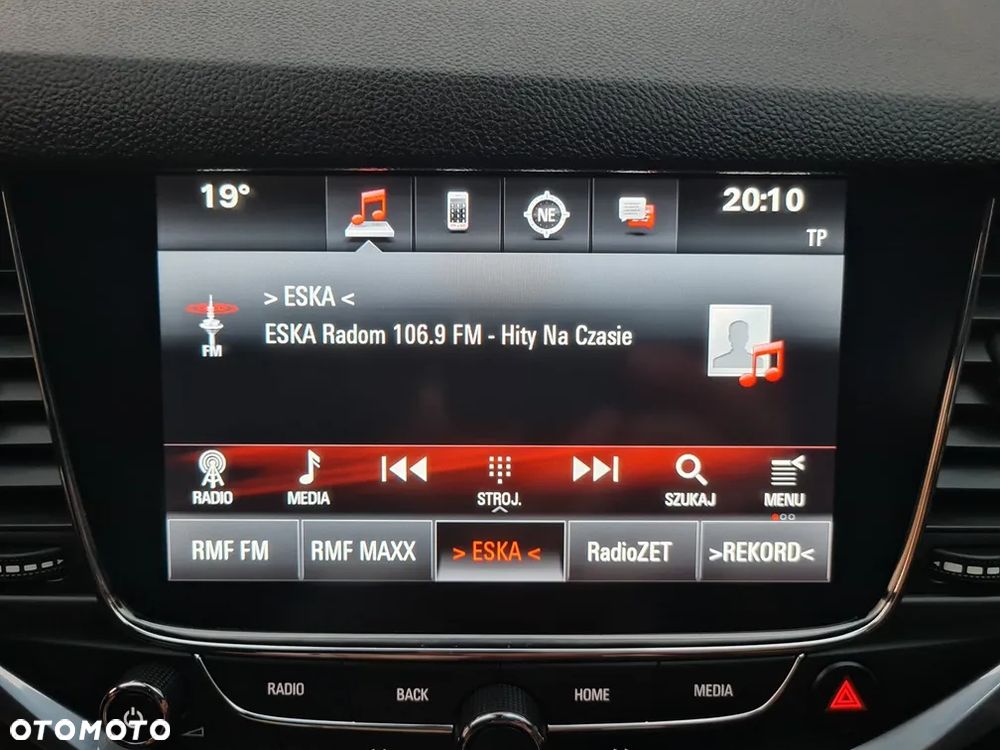 19°
NE
20:10
TP
> ESKA <
ESKA Radom 106.9 FM - Hity Na Czasie
FM
RADIO
MEDIA
STROJ.
SZUKAJ
MENU
RMF FM
RMF MAXX
> ESKA <
RadioZET
>REKORD<
RADIO
BACK
HOME
MEDIA
OTOMOTO